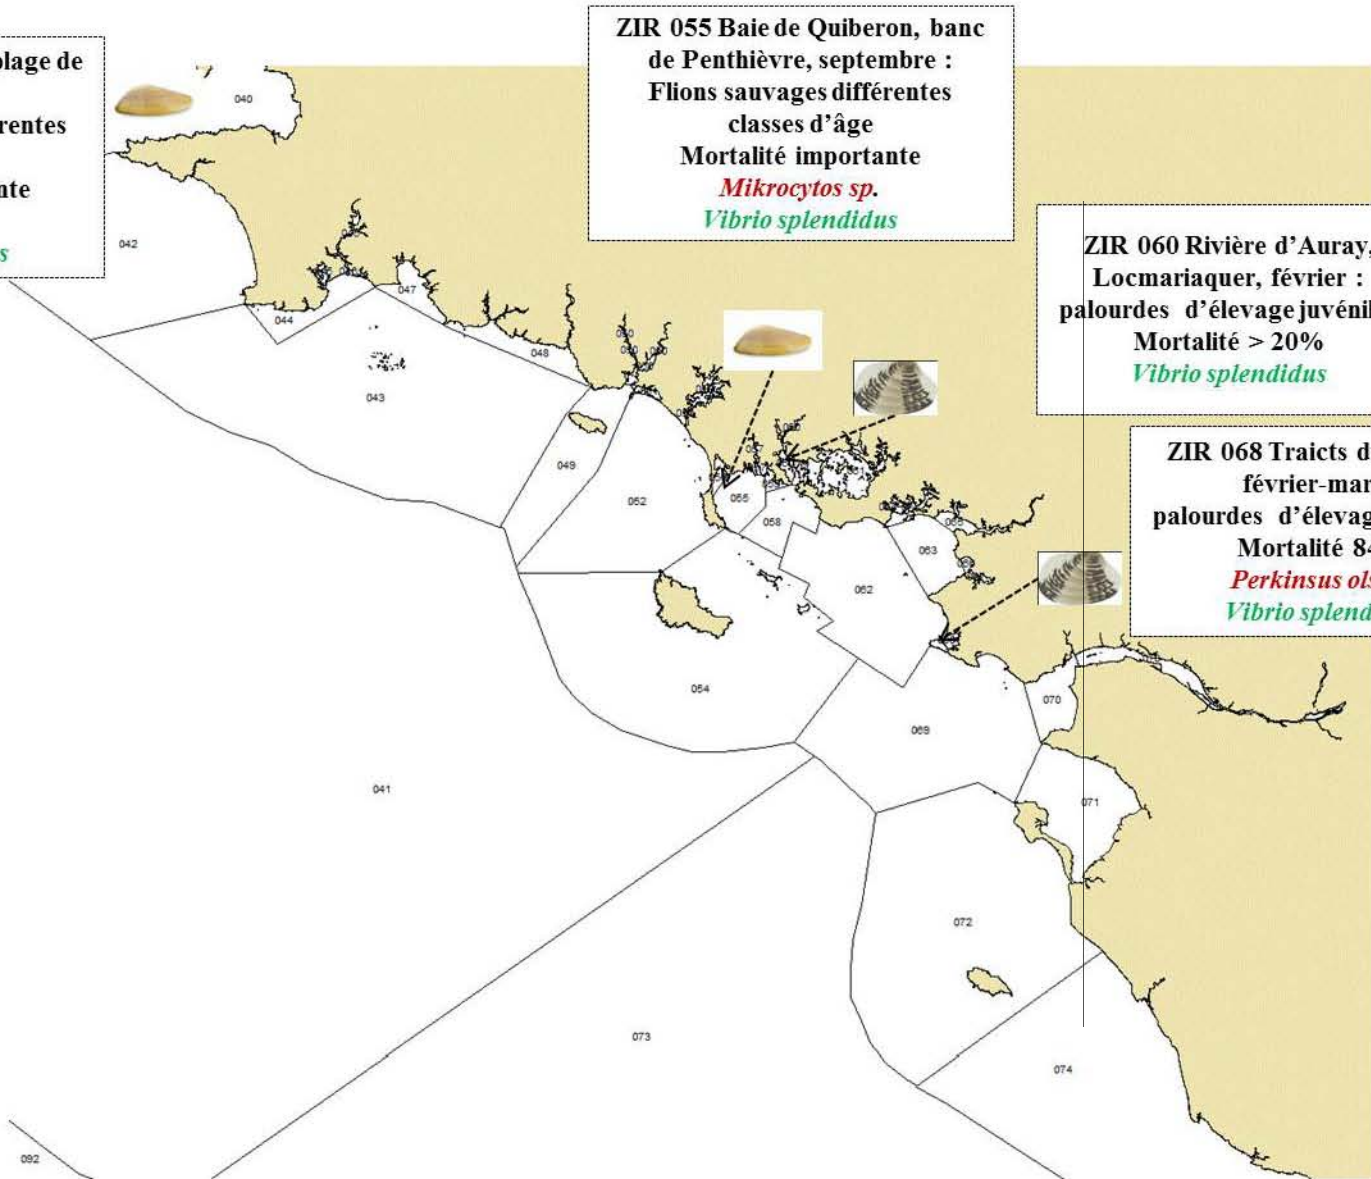 plage de
rentes
nte
s
ZIR 055 Baie de Quiberon, banc
de Penthièvre, septembre :
Flions sauvages différentes
classes d'âge
Mortalité importante
Mikrocytos sp.
Vibrio splendidus
ZIR 060 Rivière d'Auray,
Locmariaquer, février :
palourdes d'élevage juvénil
Mortalité > 20%
Vibrio splendidus
ZIR 068 Traicts d
février-mar
palourdes d'élevag
Mortalité 84
Perkinsus ols
Vibrio splend
040
042
047
044
048
043
049
052
055
058
063
062
054
070
069
041
071
072
073
074
092